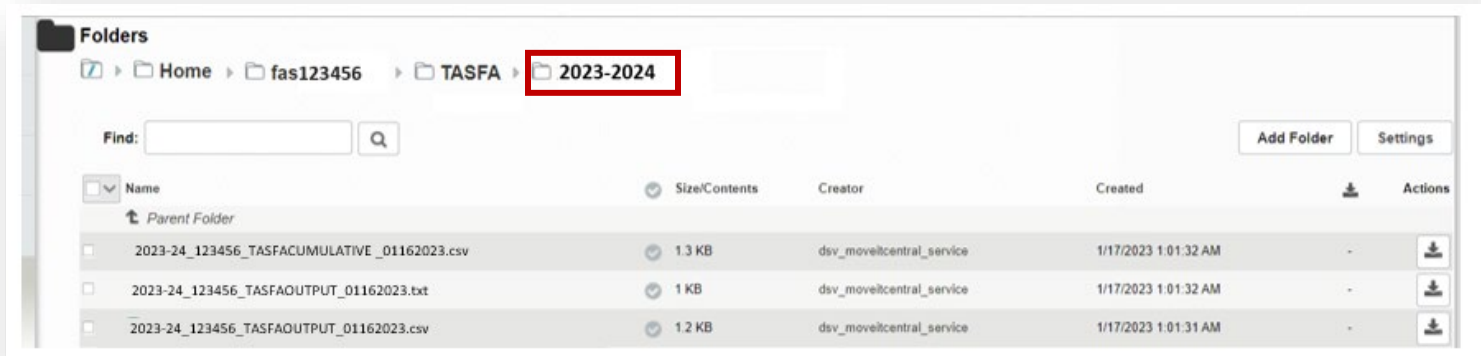 Folders
Home fas123456 TASFA 2023-2024
Find: Add Folder Settings
Name Size/Contents Creator Created Actions
Parent Folder
2023-24_123456_TASFACUMULATIVE _01162023.csv 1.3 KB dsv_moveitcentral_service 1/17/2023 1:01:32 AM -
2023-24_123456_TASFAOUTPUT_01162023.txt 1 KB dsv_moveitcentral_service 1/17/2023 1:01:32 AM -
2023-24_123456_TASFAOUTPUT_01162023.csv 1.2 KB dsv_moveitcentral_service 1/17/2023 1:01:31 AM -